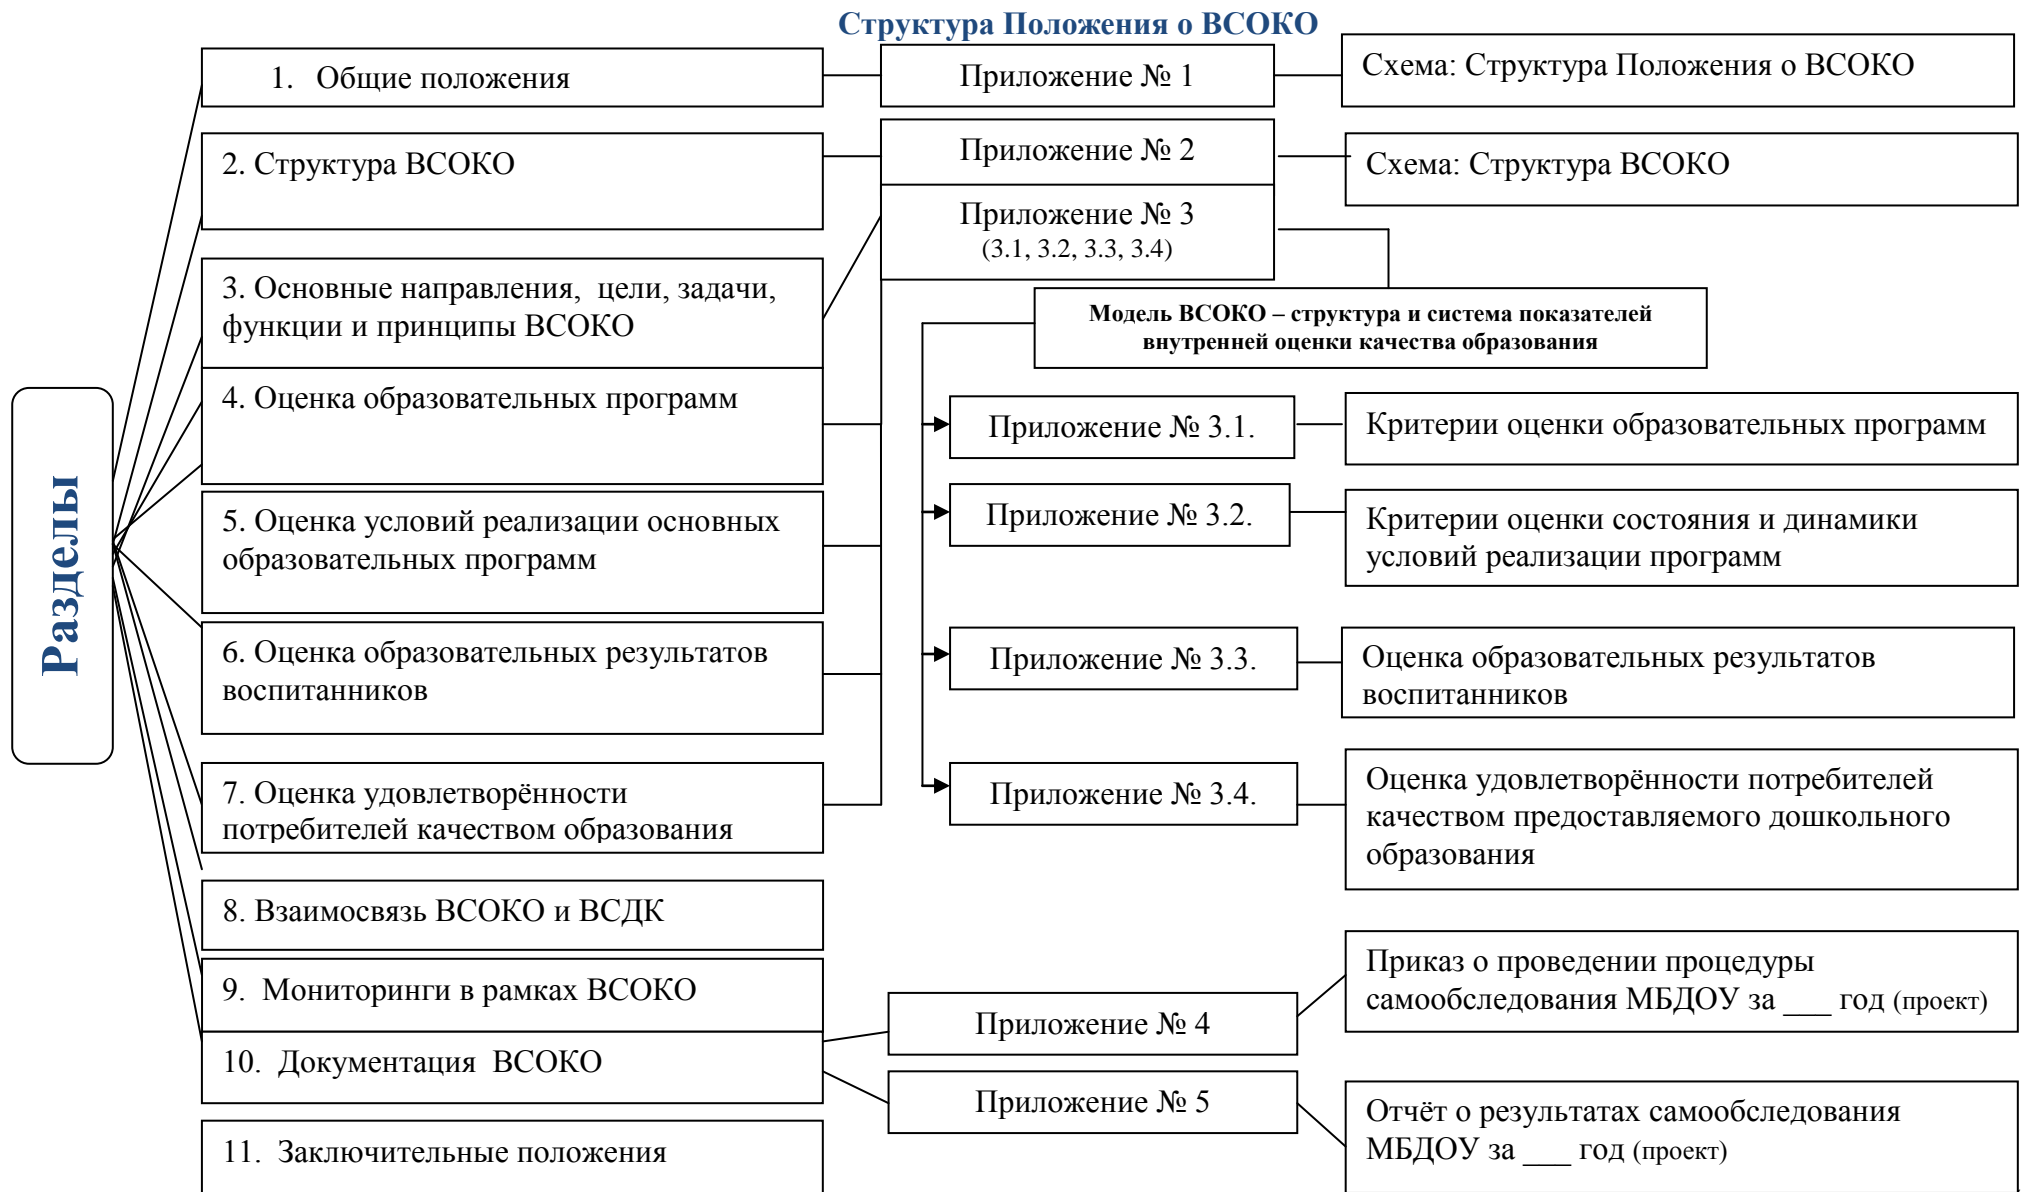 Структура Положения о ВСОКО
Разделы
1. Общие положения
2. Структура ВСОКО
3. Основные направления, цели, задачи,
функции и принципы ВСОКО
4. Оценка образовательных программ
5. Оценка условий реализации основных
образовательных программ
6. Оценка образовательных результатов
воспитанников
7. Оценка удовлетворённости
потребителей качеством образования
8. Взаимосвязь ВСОКО и ВСДК
9. Мониторинги в рамках ВСОКО
10. Документация ВСОКО
11. Заключительные положения
Приложение № 1
Схема: Структура Положения о ВСОКО
Приложение № 2
Схема: Структура ВСОКО
Приложение № 3
(3.1, 3.2, 3.3, 3.4)
Модель ВСОКО – структура и система показателей
внутренней оценки качества образования
Приложение № 3.1.
Критерии оценки образовательных программ
Приложение № 3.2.
Критерии оценки состояния и динамики
условий реализации программ
Приложение № 3.3.
Оценка образовательных результатов
воспитанников
Приложение № 3.4.
Оценка удовлетворённости потребителей
качеством предоставляемого дошкольного
образования
Приложение № 4
Приказ о проведении процедуры
самообследования МБДОУ за ___ год (проект)
Приложение № 5
Отчёт о результатах самообследования
МБДОУ за ___ год (проект)